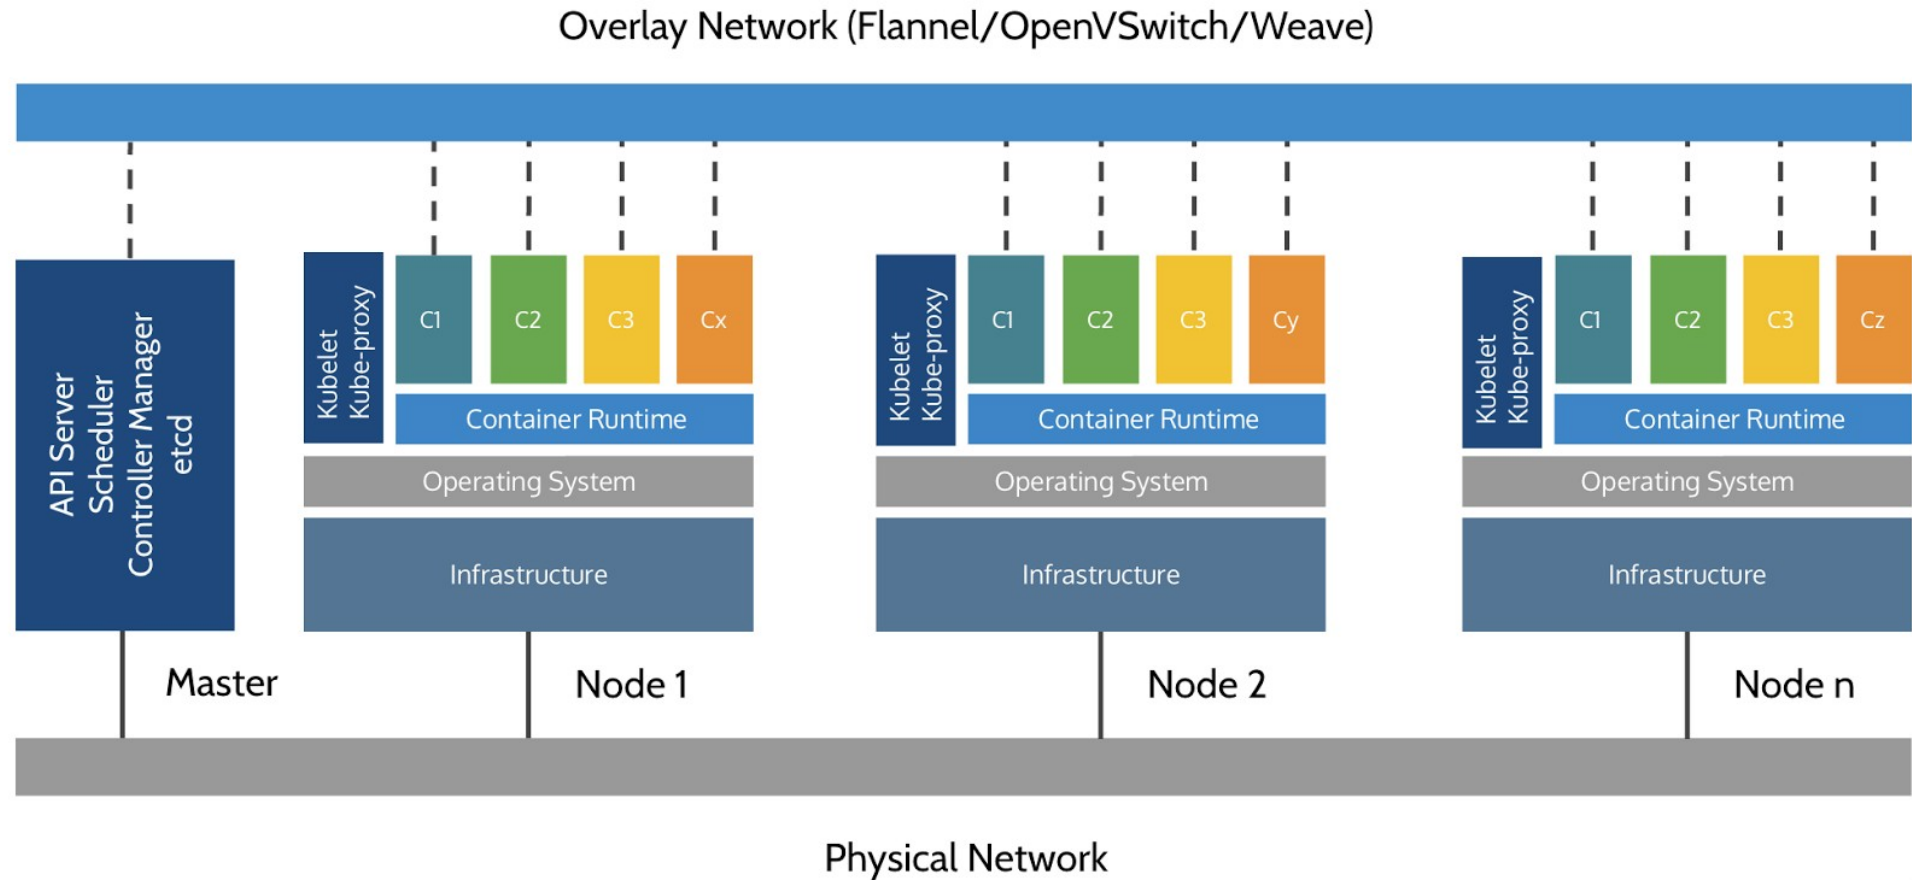 Overlay Network (Flannel/OpenVSwitch/Weave)
API Server
Scheduler
Controller Manager
etcd
Master
Kubelet
Kube-proxy
C1
C2
C3
Cx
Container Runtime
Operating System
Infrastructure
Node 1
Kubelet
Kube-proxy
C1
C2
C3
Cy
Container Runtime
Operating System
Infrastructure
Node 2
Kubelet
Kube-proxy
C1
C2
C3
Cz
Container Runtime
Operating System
Infrastructure
Node n
Physical Network